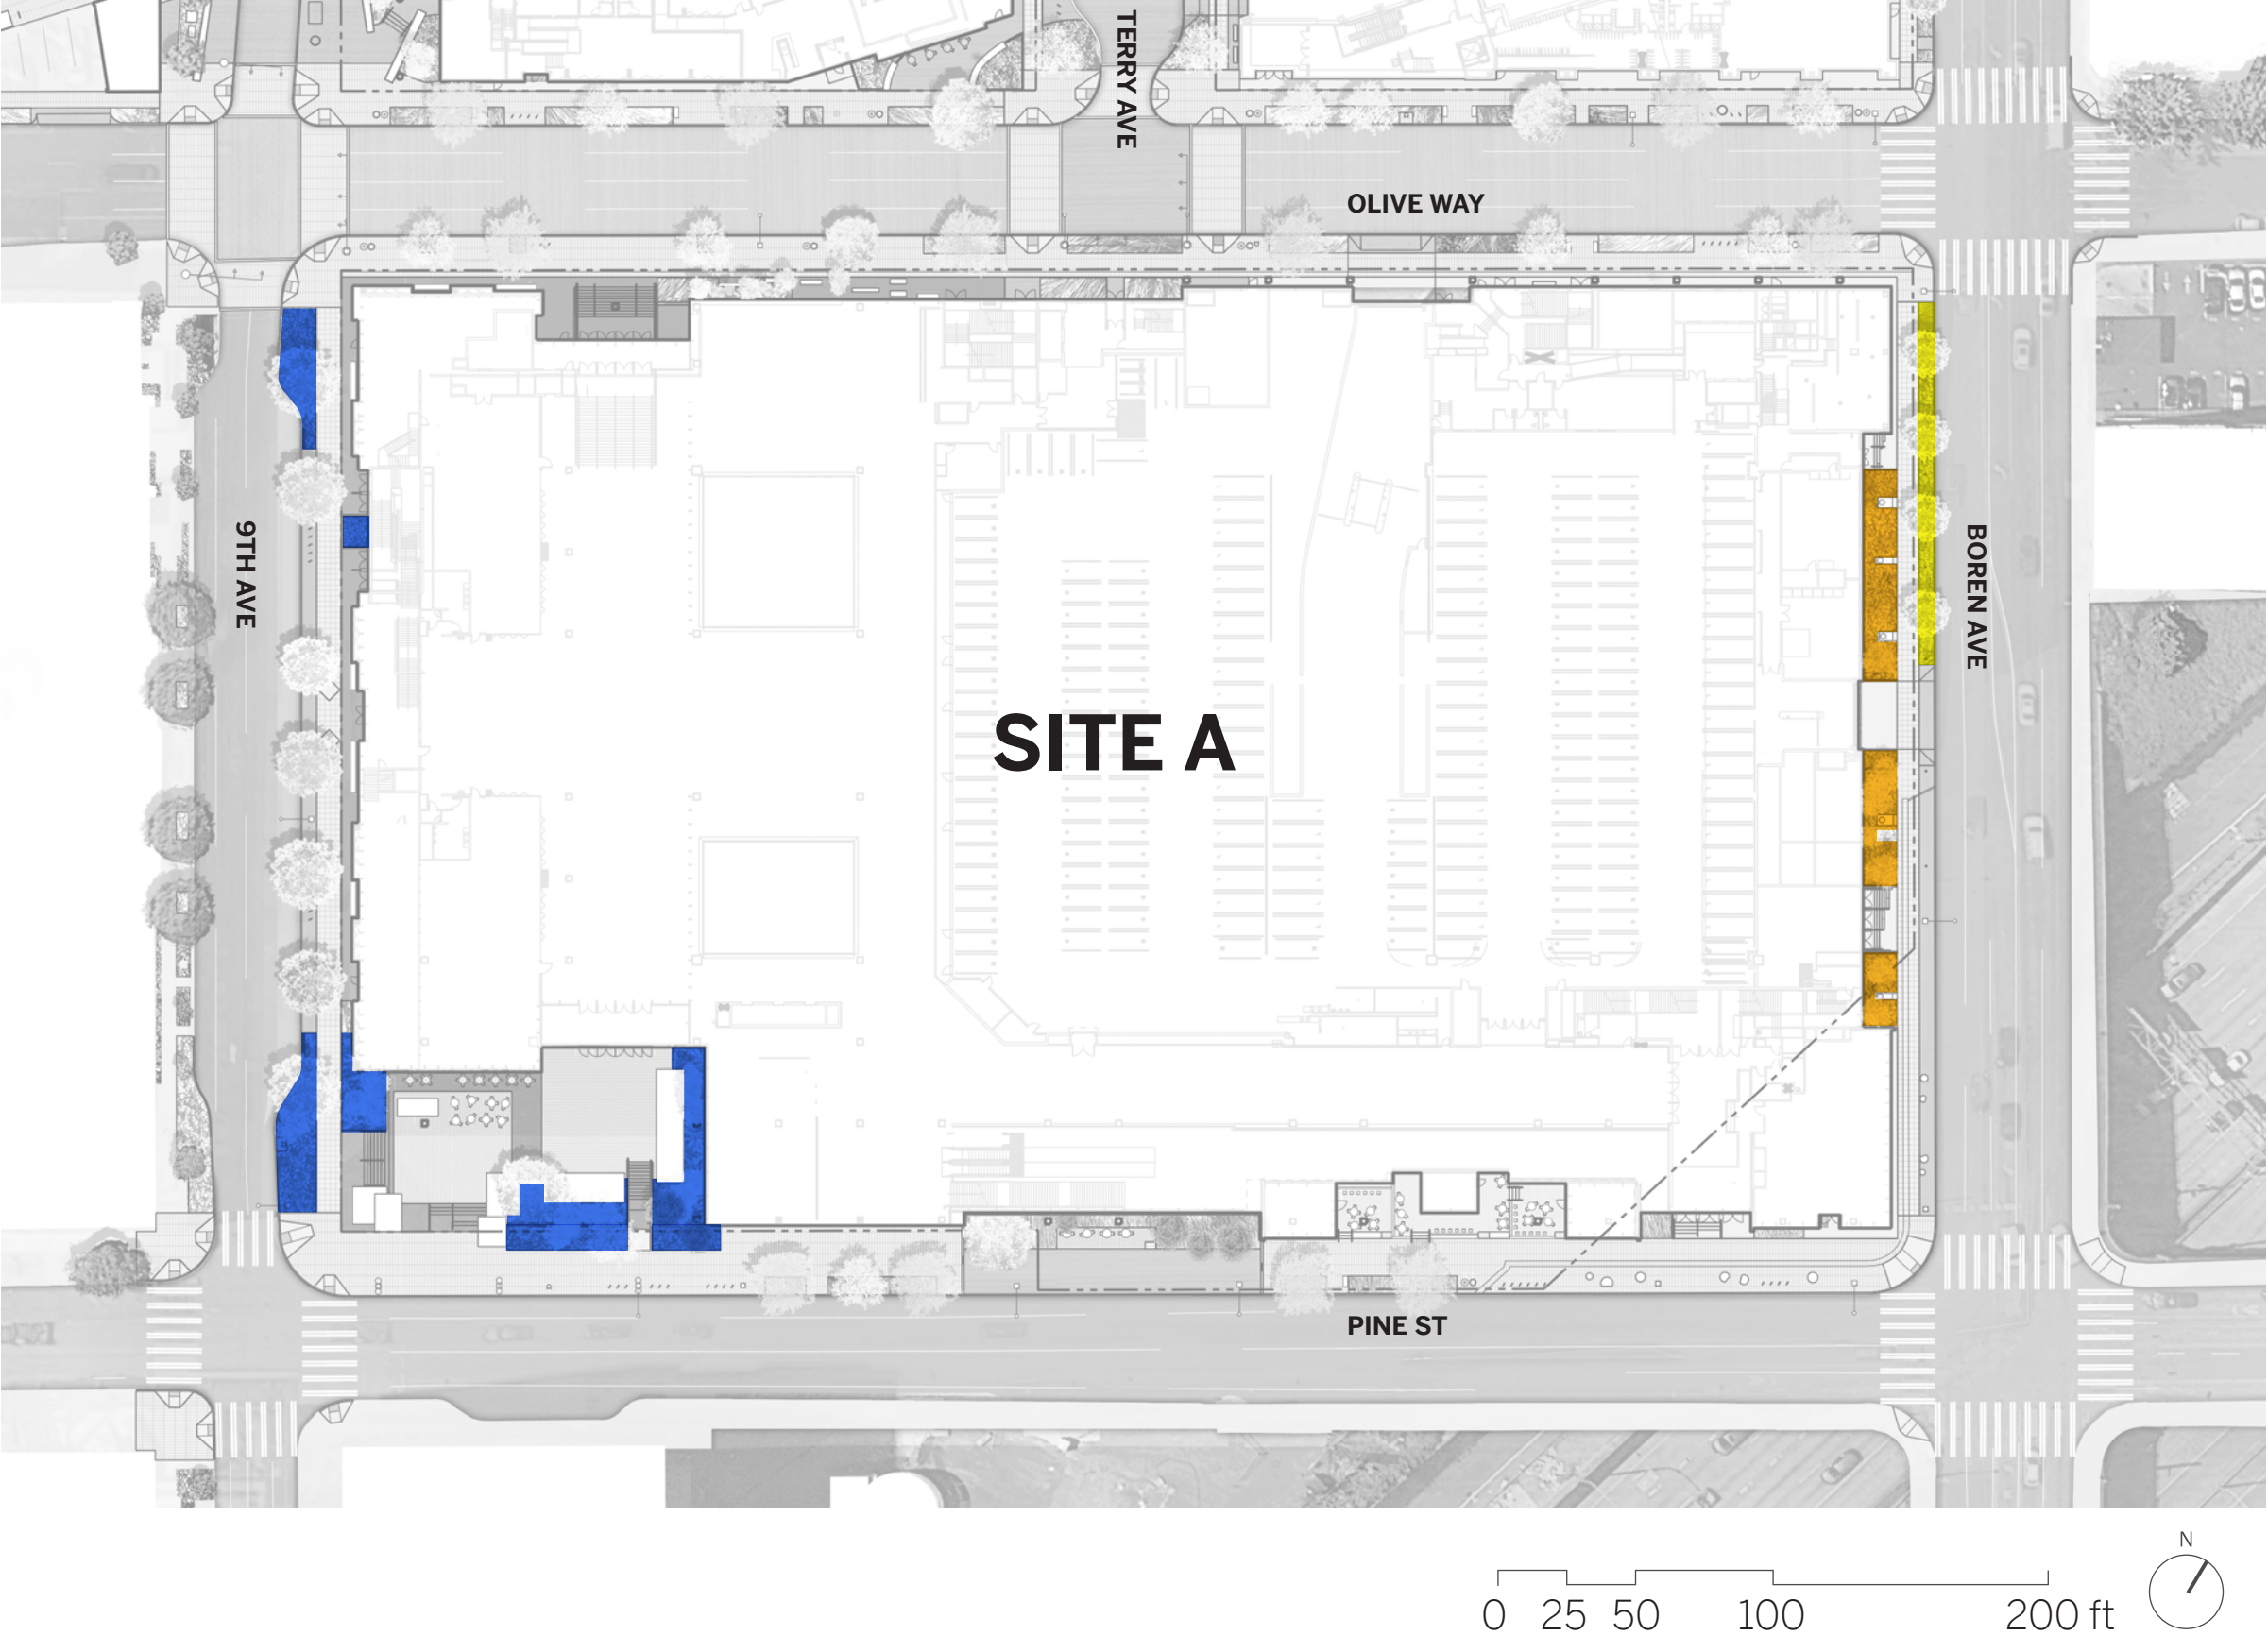 TERRY AVE
OLIVE WAY
9TH AVE
BOREN AVE
SITE A
PINE ST
N
0 25 50 100 200 ft